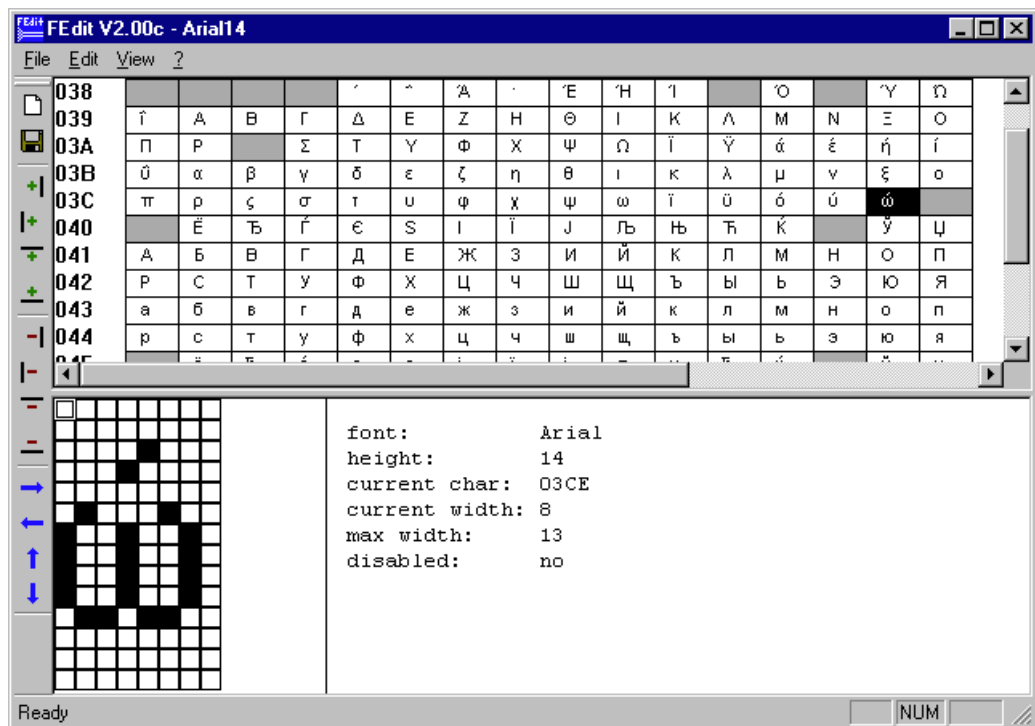 FEdit
FEdit V2.00c - Arial14
File Edit View ?
038 ΄ ΅ Ά · Έ Ή Ί Ό Ύ Ώ
039 ΐ Α Β Γ Δ Ε Ζ Η Θ Ι Κ Λ Μ Ν Ξ Ο
03A Π Ρ Σ Τ Υ Φ Χ Ψ Ω Ϊ Ϋ ά έ ή ί
03B ΰ α β γ δ ε ζ η θ ι κ λ μ ν ξ ο
03C π ρ ς σ τ υ φ χ ψ ω ϊ ϋ ό ύ ώ
040 Ё Ђ Ѓ Є Ѕ І Ї Ј Љ Њ Ћ Ќ Ў Џ
041 А Б В Г Д Е Ж З И Й К Л М Н О П
042 Р С Т У Ф Х Ц Ч Ш Щ Ъ Ы Ь Э Ю Я
043 а б в г д е ж з и й к л м н о п
044 р с т у ф х ц ч ш щ ъ ы ь э ю я
font: Arial
height: 14
current char: 03CE
current width: 8
max width: 13
disabled: no
Ready NUM